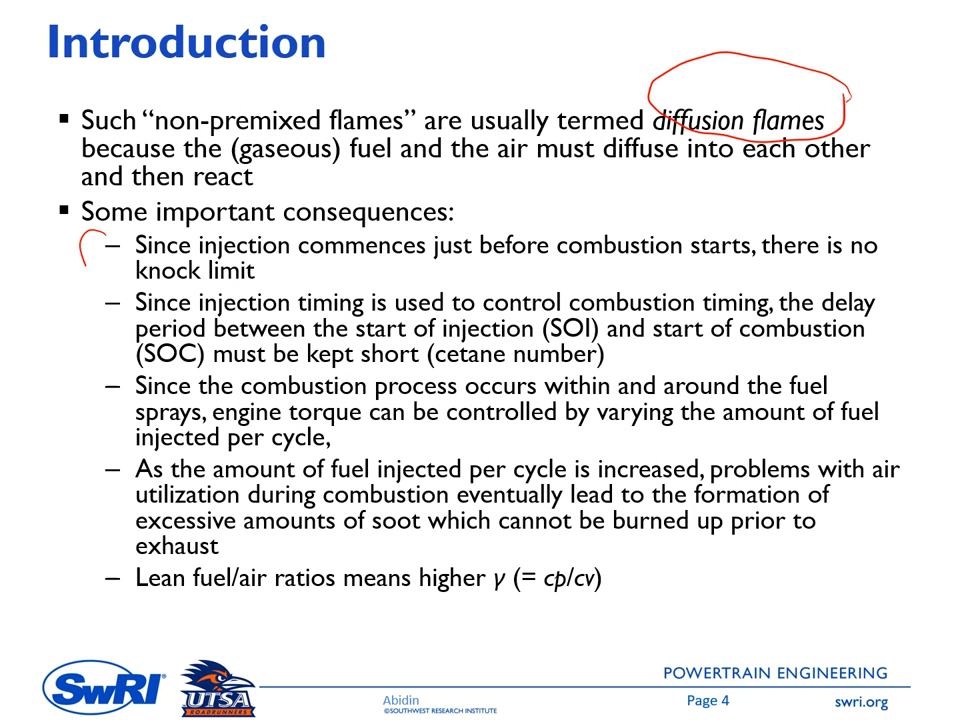 Introduction
▪ Such “non-premixed flames” are usually termed diffusion flames
because the (gaseous) fuel and the air must diffuse into each other
and then react
▪ Some important consequences:
– Since injection commences just before combustion starts, there is no
knock limit
– Since injection timing is used to control combustion timing, the delay
period between the start of injection (SOI) and start of combustion
(SOC) must be kept short (cetane number)
– Since the combustion process occurs within and around the fuel
sprays, engine torque can be controlled by varying the amount of fuel
injected per cycle,
– As the amount of fuel injected per cycle is increased, problems with air
utilization during combustion eventually lead to the formation of
excessive amounts of soot which cannot be burned up prior to
exhaust
– Lean fuel/air ratios means higher γ (= cp/cv)
SwRI®
UTSA
ROADRUNNERS
POWERTRAIN ENGINEERING
Abidin
©SOUTHWEST RESEARCH INSTITUTE
Page 4
swri.org